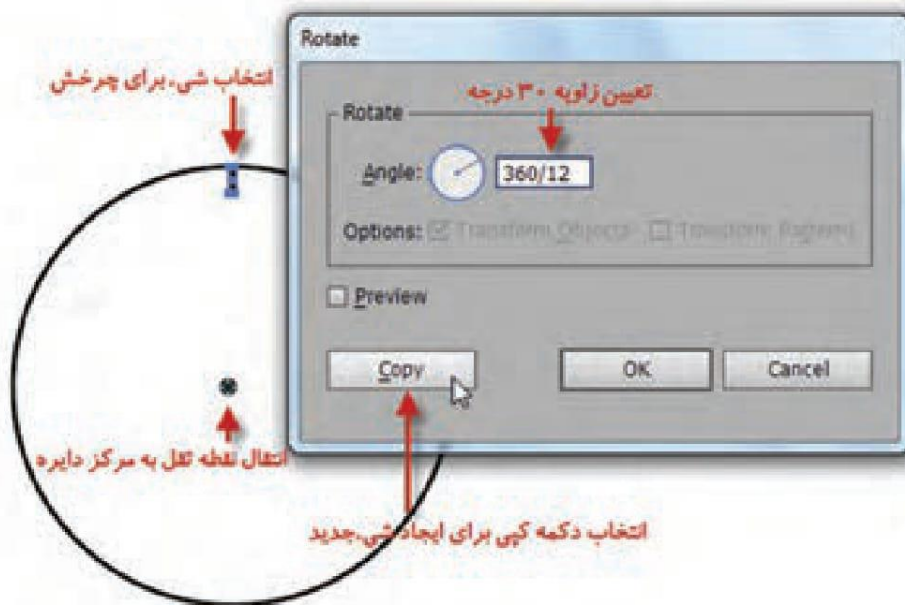 Rotate
انتخاب شی، برای چرخش
تعیین زاویه ۳۰ درجه
Rotate
Angle: 360/12
Options: Transform Objects Transform Patterns
Preview
Copy OK Cancel
انتقال نقطه ثقل به مرکز دایره
انتخاب دکمه کپی برای ایجاد شی،جدید